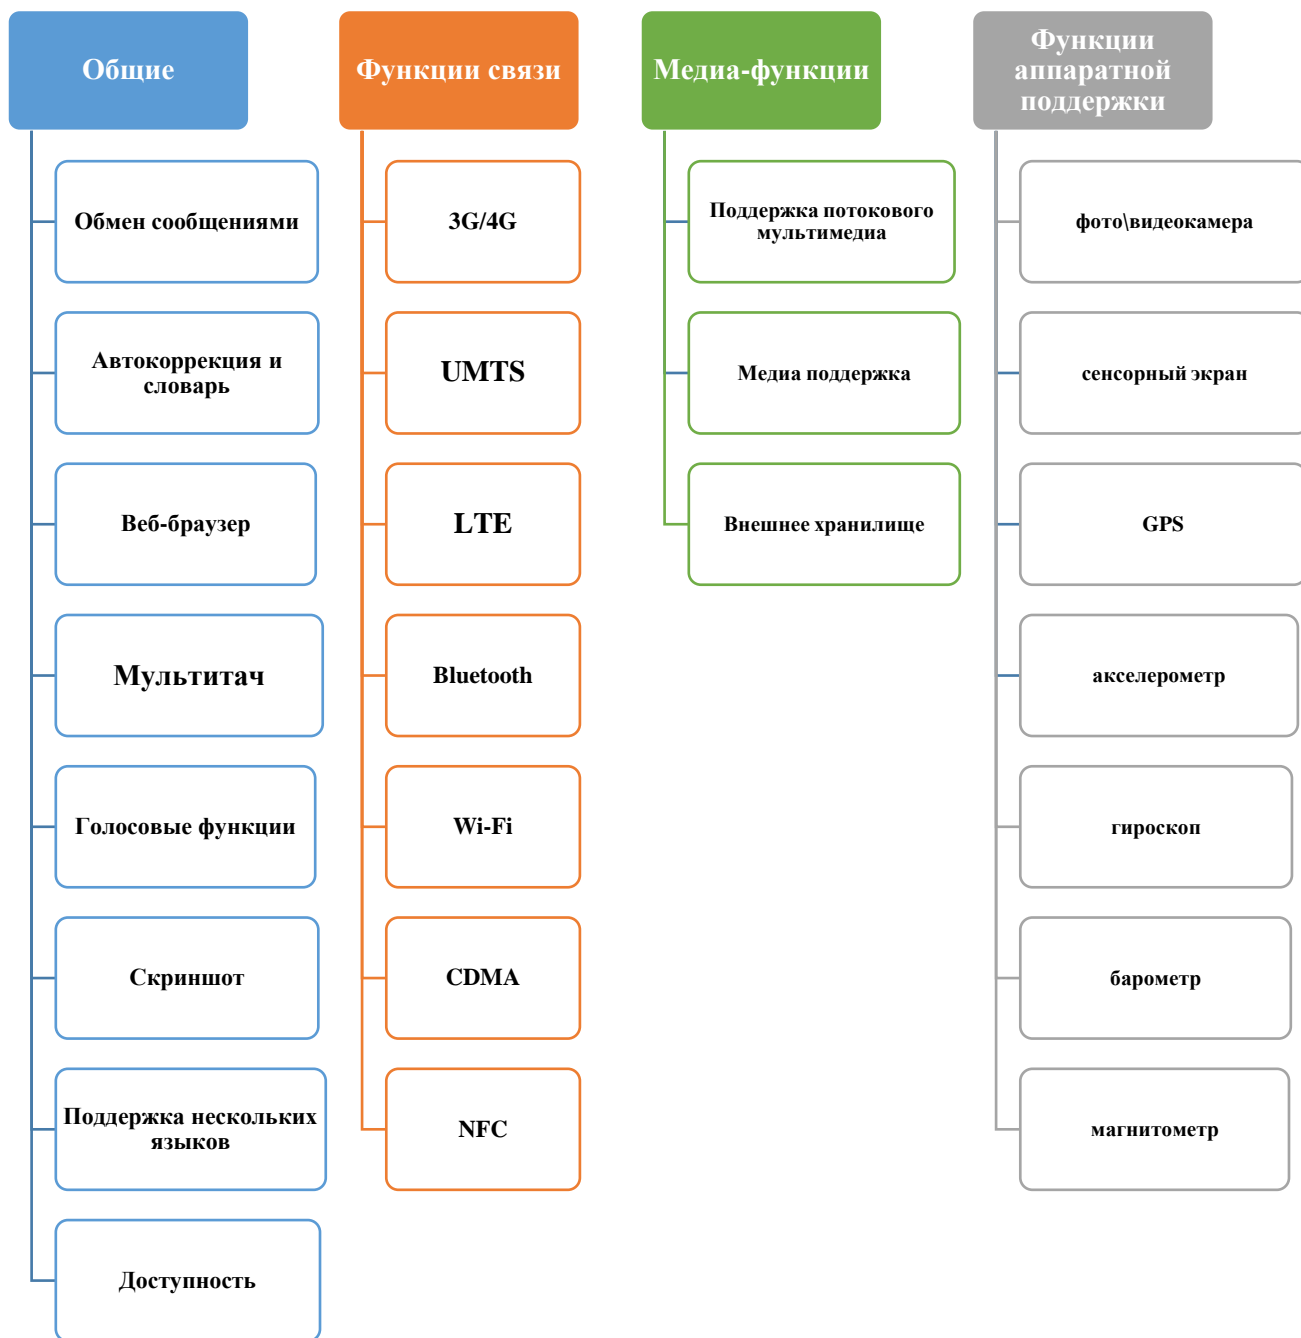 Общие
Обмен сообщениями
Автокоррекция и
словарь
Веб-браузер
Мультитач
Голосовые функции
Скриншот
Поддержка нескольких
языков
Доступность
Функции связи
3G/4G
UMTS
LTE
Bluetooth
Wi-Fi
CDMA
NFC
Медиа-функции
Поддержка потокового
мультимедиа
Медиа поддержка
Внешнее хранилище
Функции
аппаратной
поддержки
фото\видеокамера
сенсорный экран
GPS
акселерометр
гироскоп
барометр
магнитометр